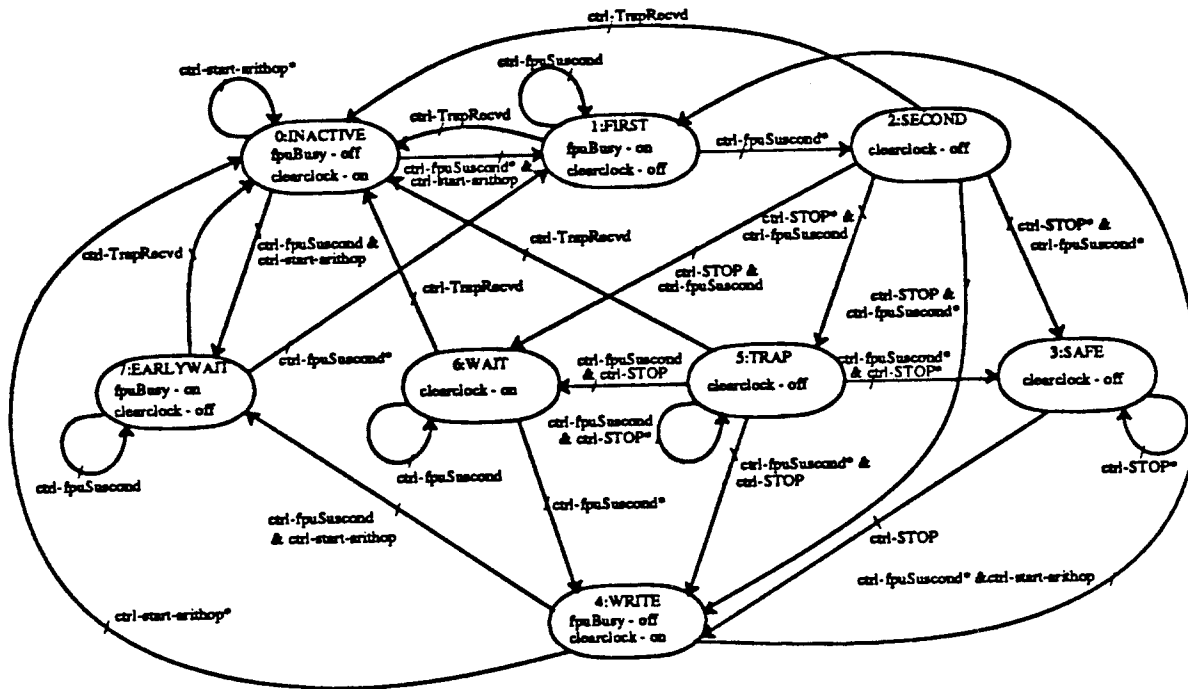 ctrl-TrapRecvd
ctrl-start-arithop*
ctrl-fpuSuscond
0:INACTIVE
fpuBusy - off
clearclock - on
ctrl-TrapRecvd
1:FIRST
fpuBusy - on
clearclock - off
ctrl-fpuSuscond*
2:SECOND
clearclock - off
ctrl-fpuSuscond* &
ctrl-start-arithop
ctrl-TrapRecvd
ctrl-fpuSuscond &
ctrl-start-arithop
ctrl-TrapRecvd
ctrl-STOP* &
ctrl-fpuSuscond
ctrl-STOP* &
ctrl-fpuSuscond*
ctrl-TrapRecvd
ctrl-STOP &
ctrl-fpuSuscond
ctrl-STOP &
ctrl-fpuSuscond*
7:EARLYWAIT
fpuBusy - on
clearclock - off
ctrl-fpuSuscond*
6:WAIT
clearclock - on
ctrl-fpuSuscond
& ctrl-STOP
5:TRAP
clearclock - off
ctrl-fpuSuscond*
& ctrl-STOP*
3:SAFE
clearclock - off
ctrl-fpuSuscond
ctrl-fpuSuscond
ctrl-fpuSuscond
& ctrl-STOP*
ctrl-fpuSuscond* &
ctrl-STOP
ctrl-STOP*
ctrl-fpuSuscond*
ctrl-fpuSuscond
& ctrl-start-arithop
ctrl-STOP
ctrl-fpuSuscond* &ctrl-start-arithop
ctrl-start-arithop*
4:WRITE
fpuBusy - off
clearclock - on